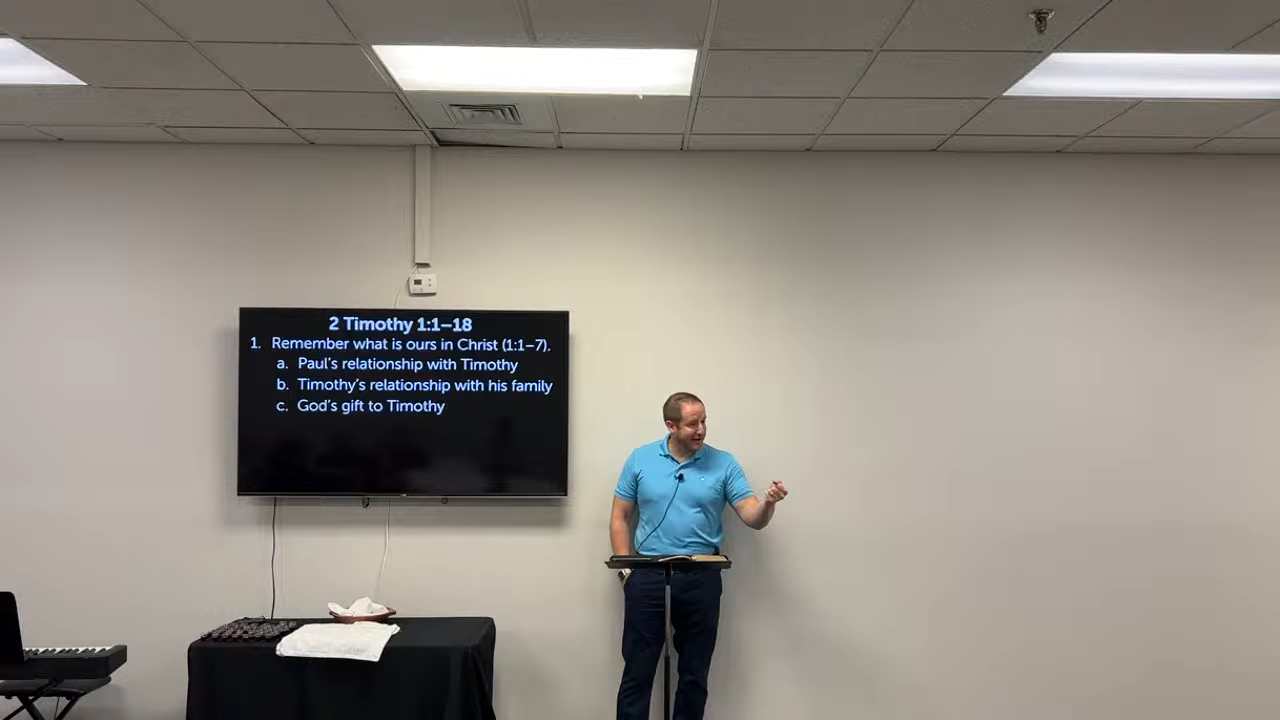 2 Timothy 1:1–18
1. Remember what is ours in Christ (1:1–7).
a. Paul's relationship with Timothy
b. Timothy's relationship with his family
c. God's gift to Timothy